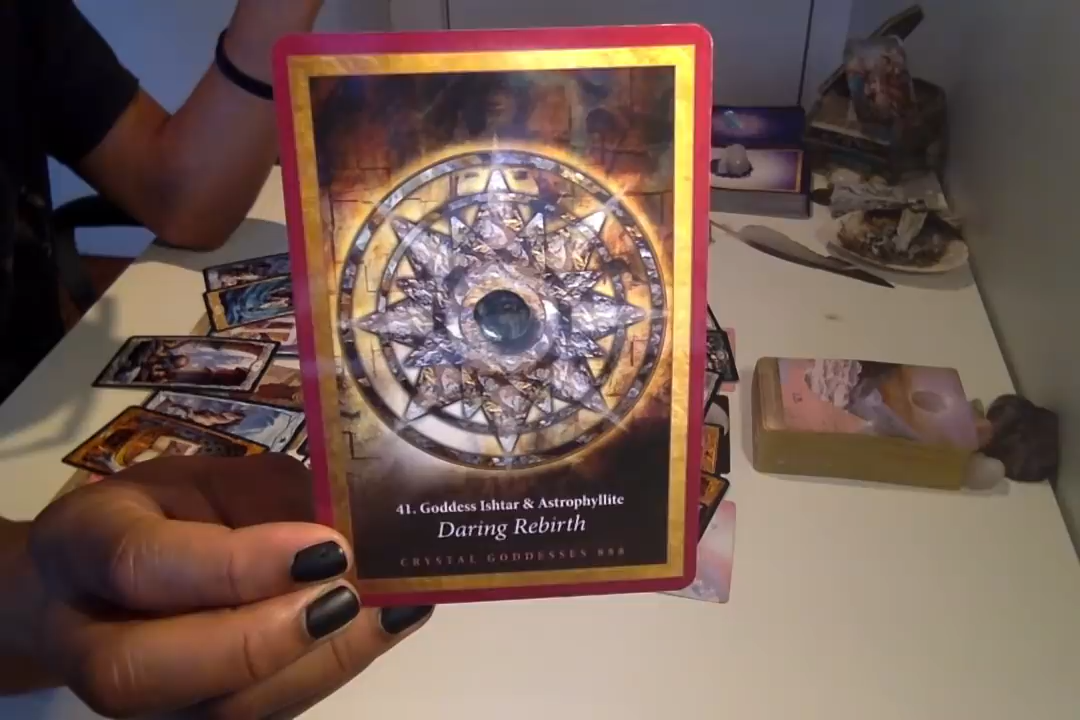 41. Goddess Ishtar & Astrophyllite
Daring Rebirth
CRYSTAL GODDESSES 888